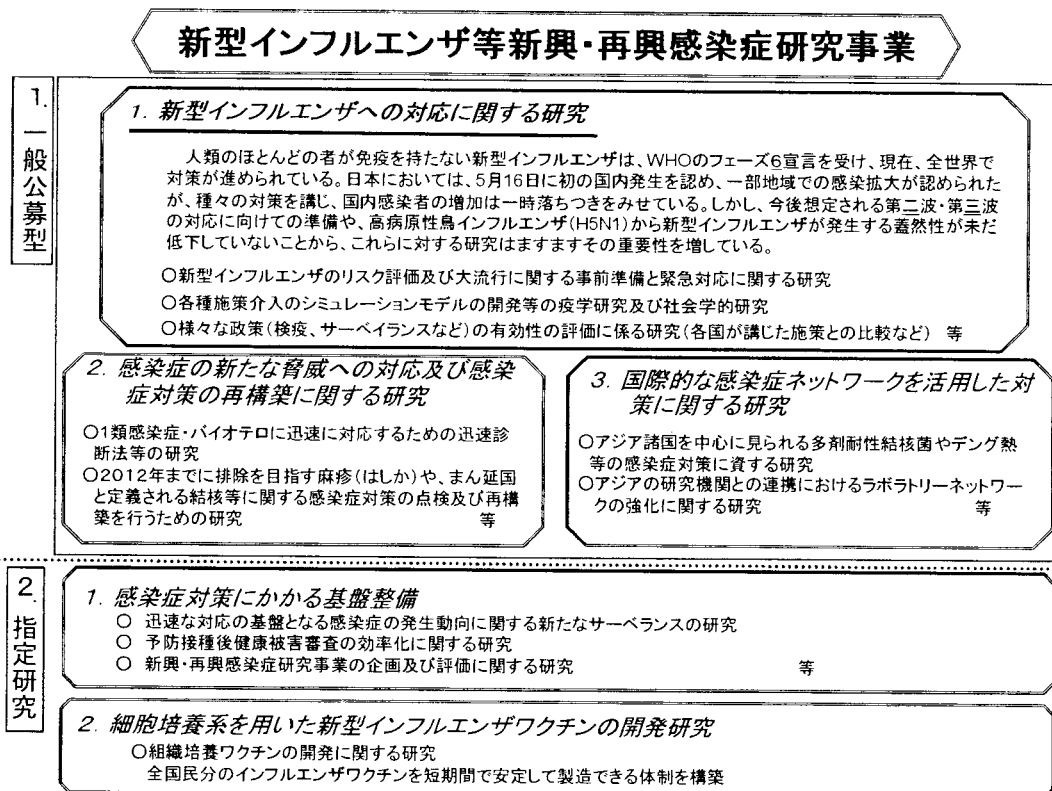 新型インフルエンザ等新興・再興感染症研究事業
1.一般公募型
1. 新型インフルエンザへの対応に関する研究
人類のほとんどの者が免疫を持たない新型インフルエンザは、WHOのフェーズ6宣言を受け、現在、全世界で
対策が進められている。日本においては、5月16日に初の国内発生を認め、一部地域での感染拡大が認められた
が、種々の対策を講じ、国内感染者の増加は一時落ちつきをみせている。しかし、今後想定される第二波・第三波
の対応に向けての準備や、高病原性鳥インフルエンザ(H5N1)から新型インフルエンザが発生する蓋然性が未だ
低下していないことから、これらに対する研究はますますその重要性を増している。
○新型インフルエンザのリスク評価及び大流行に関する事前準備と緊急対応に関する研究
○各種施策介入のシミュレーションモデルの開発等の疫学研究及び社会学的研究
○様々な政策(検疫、サーベイランスなど)の有効性の評価に係る研究(各国が講じた施策との比較など) 等
2. 感染症の新たな脅威への対応及び感染
症対策の再構築に関する研究
○1類感染症・バイオテロに迅速に対応するための迅速診
断法等の研究
○2012年までに排除を目指す麻疹(はしか)や、まん延国
と定義される結核等に関する感染症対策の点検及び再構
築を行うための研究 等
3. 国際的な感染症ネットワークを活用した対
策に関する研究
○アジア諸国を中心に見られる多剤耐性結核菌やデング熱
等の感染症対策に資する研究
○アジアの研究機関との連携におけるラボラトリーネットワー
クの強化に関する研究 等
2.指定研究
1. 感染症対策にかかる基盤整備
○ 迅速な対応の基盤となる感染症の発生動向に関する新たなサーベランスの研究
○ 予防接種後健康被害審査の効率化に関する研究
○ 新興・再興感染症研究事業の企画及び評価に関する研究 等
2. 細胞培養系を用いた新型インフルエンザワクチンの開発研究
○組織培養ワクチンの開発に関する研究
全国民分のインフルエンザワクチンを短期間で安定して製造できる体制を構築